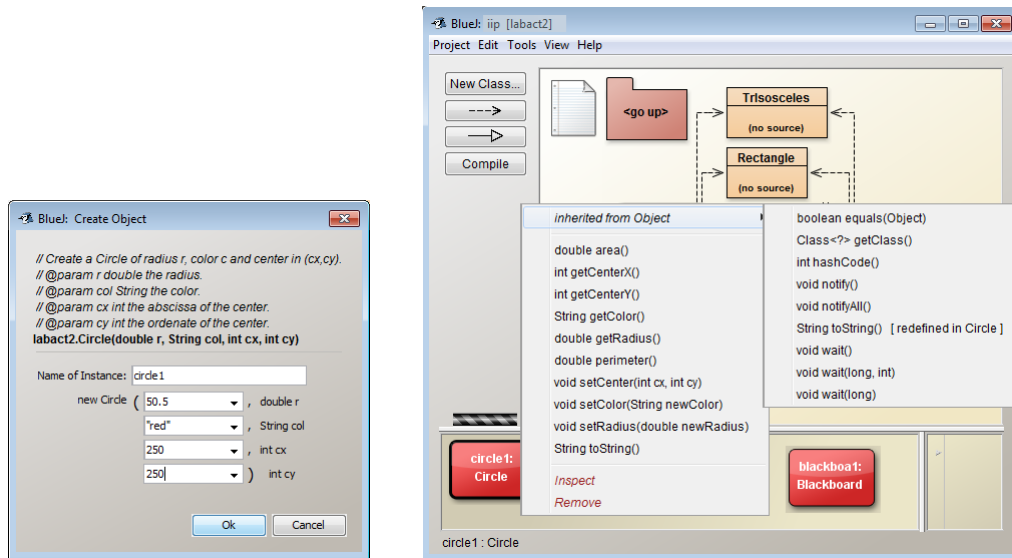 BlueJ: Create Object
// Create a Circle of radius r, color c and center in (cx,cy).
// @param r double the radius.
// @param col String the color.
// @param cx int the abscissa of the center.
// @param cy int the ordenate of the center.
labact2.Circle(double r, String col, int cx, int cy)
Name of Instance: circle1
new Circle ( 50.5 , double r
"red" , String col
250 , int cx
250 ) int cy
Ok Cancel
BlueJ: iip [labact2]
Project Edit Tools View Help
New Class...
Compile
<go up>
TrIsosceles
(no source)
Rectangle
(no source)
inherited from Object
double area()
int getCenterX()
int getCenterY()
String getColor()
double getRadius()
double perimeter()
void setCenter(int cx, int cy)
void setColor(String newColor)
void setRadius(double newRadius)
String toString()
Inspect
Remove
boolean equals(Object)
Class<?> getClass()
int hashCode()
void notify()
void notifyAll()
String toString() [ redefined in Circle ]
void wait()
void wait(long, int)
void wait(long)
circle1:
Circle
blackboa1:
Blackboard
circle1 : Circle